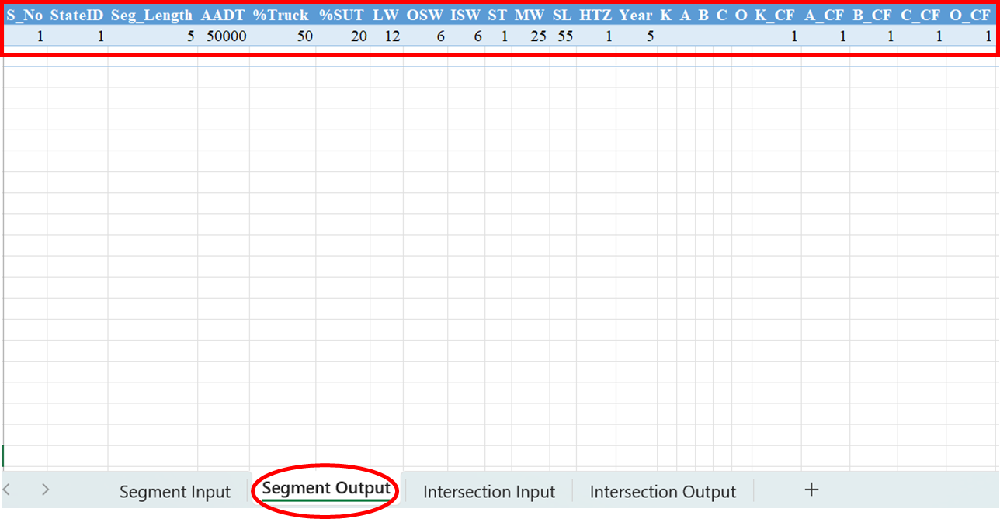 S_No StateID Seg_Length AADT %Truck %SUT LW OSW ISW ST MW SL HTZ Year K A B C O K_CF A_CF B_CF C_CF O_CF
1 1 5 50000 50 20 12 6 6 1 25 55 1 5 1 1 1 1 1
Segment Input Segment Output Intersection Input Intersection Output +